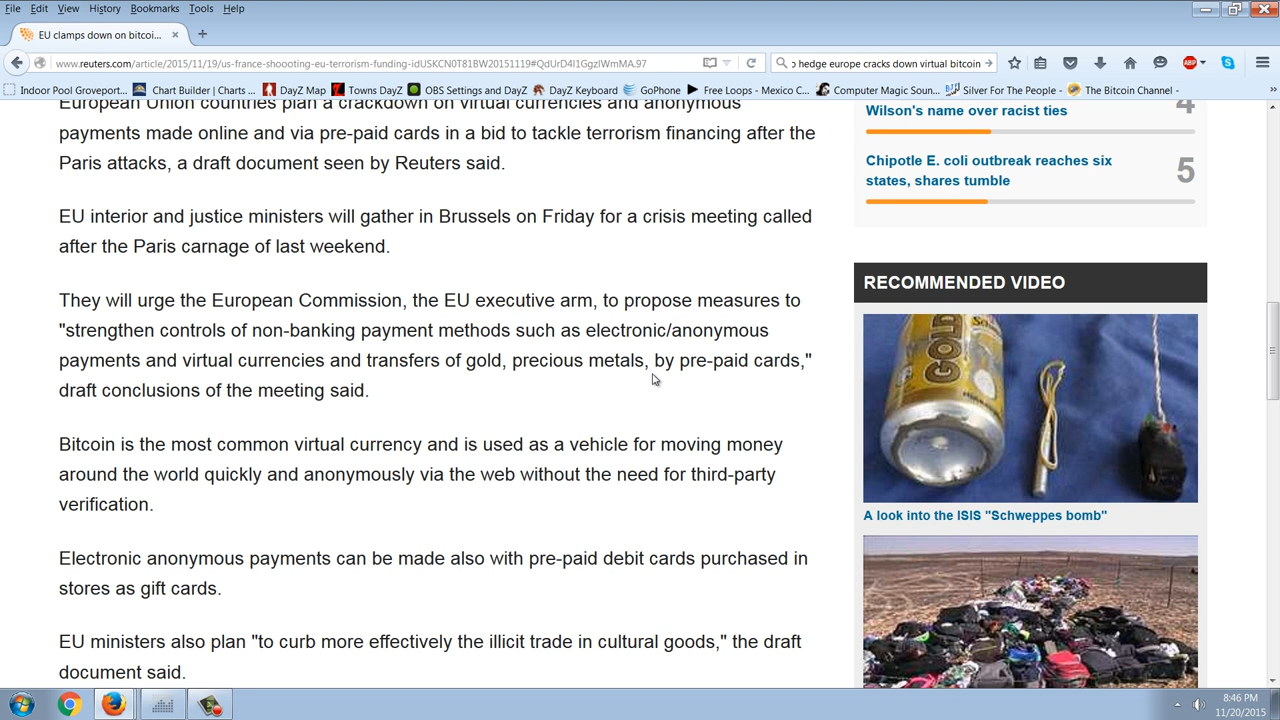 File Edit View History Bookmarks Tools Help
EU clamps down on bitcoi...
www.reuters.com/article/2015/11/19/us-france-shoooting-eu-terrorism-funding-idUSKCN0T81BW20151119#QdUrD4l1GgzIWmMA.97
hedge europe cracks down virtual bitcoin
ABP
Indoor Pool Groveport... Chart Builder | Charts ... DayZ Map Towns DayZ OBS Settings and DayZ DayZ Keyboard GoPhone Free Loops - Mexico C... Computer Magic Soun... Silver For The People - The Bitcoin Channel -
European Union countries plan a crackdown on virtual currencies and anonymous
payments made online and via pre-paid cards in a bid to tackle terrorism financing after the
Paris attacks, a draft document seen by Reuters said.
EU interior and justice ministers will gather in Brussels on Friday for a crisis meeting called
after the Paris carnage of last weekend.
They will urge the European Commission, the EU executive arm, to propose measures to
"strengthen controls of non-banking payment methods such as electronic/anonymous
payments and virtual currencies and transfers of gold, precious metals, by pre-paid cards,"
draft conclusions of the meeting said.
Bitcoin is the most common virtual currency and is used as a vehicle for moving money
around the world quickly and anonymously via the web without the need for third-party
verification.
Electronic anonymous payments can be made also with pre-paid debit cards purchased in
stores as gift cards.
EU ministers also plan "to curb more effectively the illicit trade in cultural goods," the draft
document said.
4
Wilson's name over racist ties
Chipotle E. coli outbreak reaches six
states, shares tumble
5
RECOMMENDED VIDEO
GOLD
A look into the ISIS "Schweppes bomb"
8:46 PM
11/20/2015